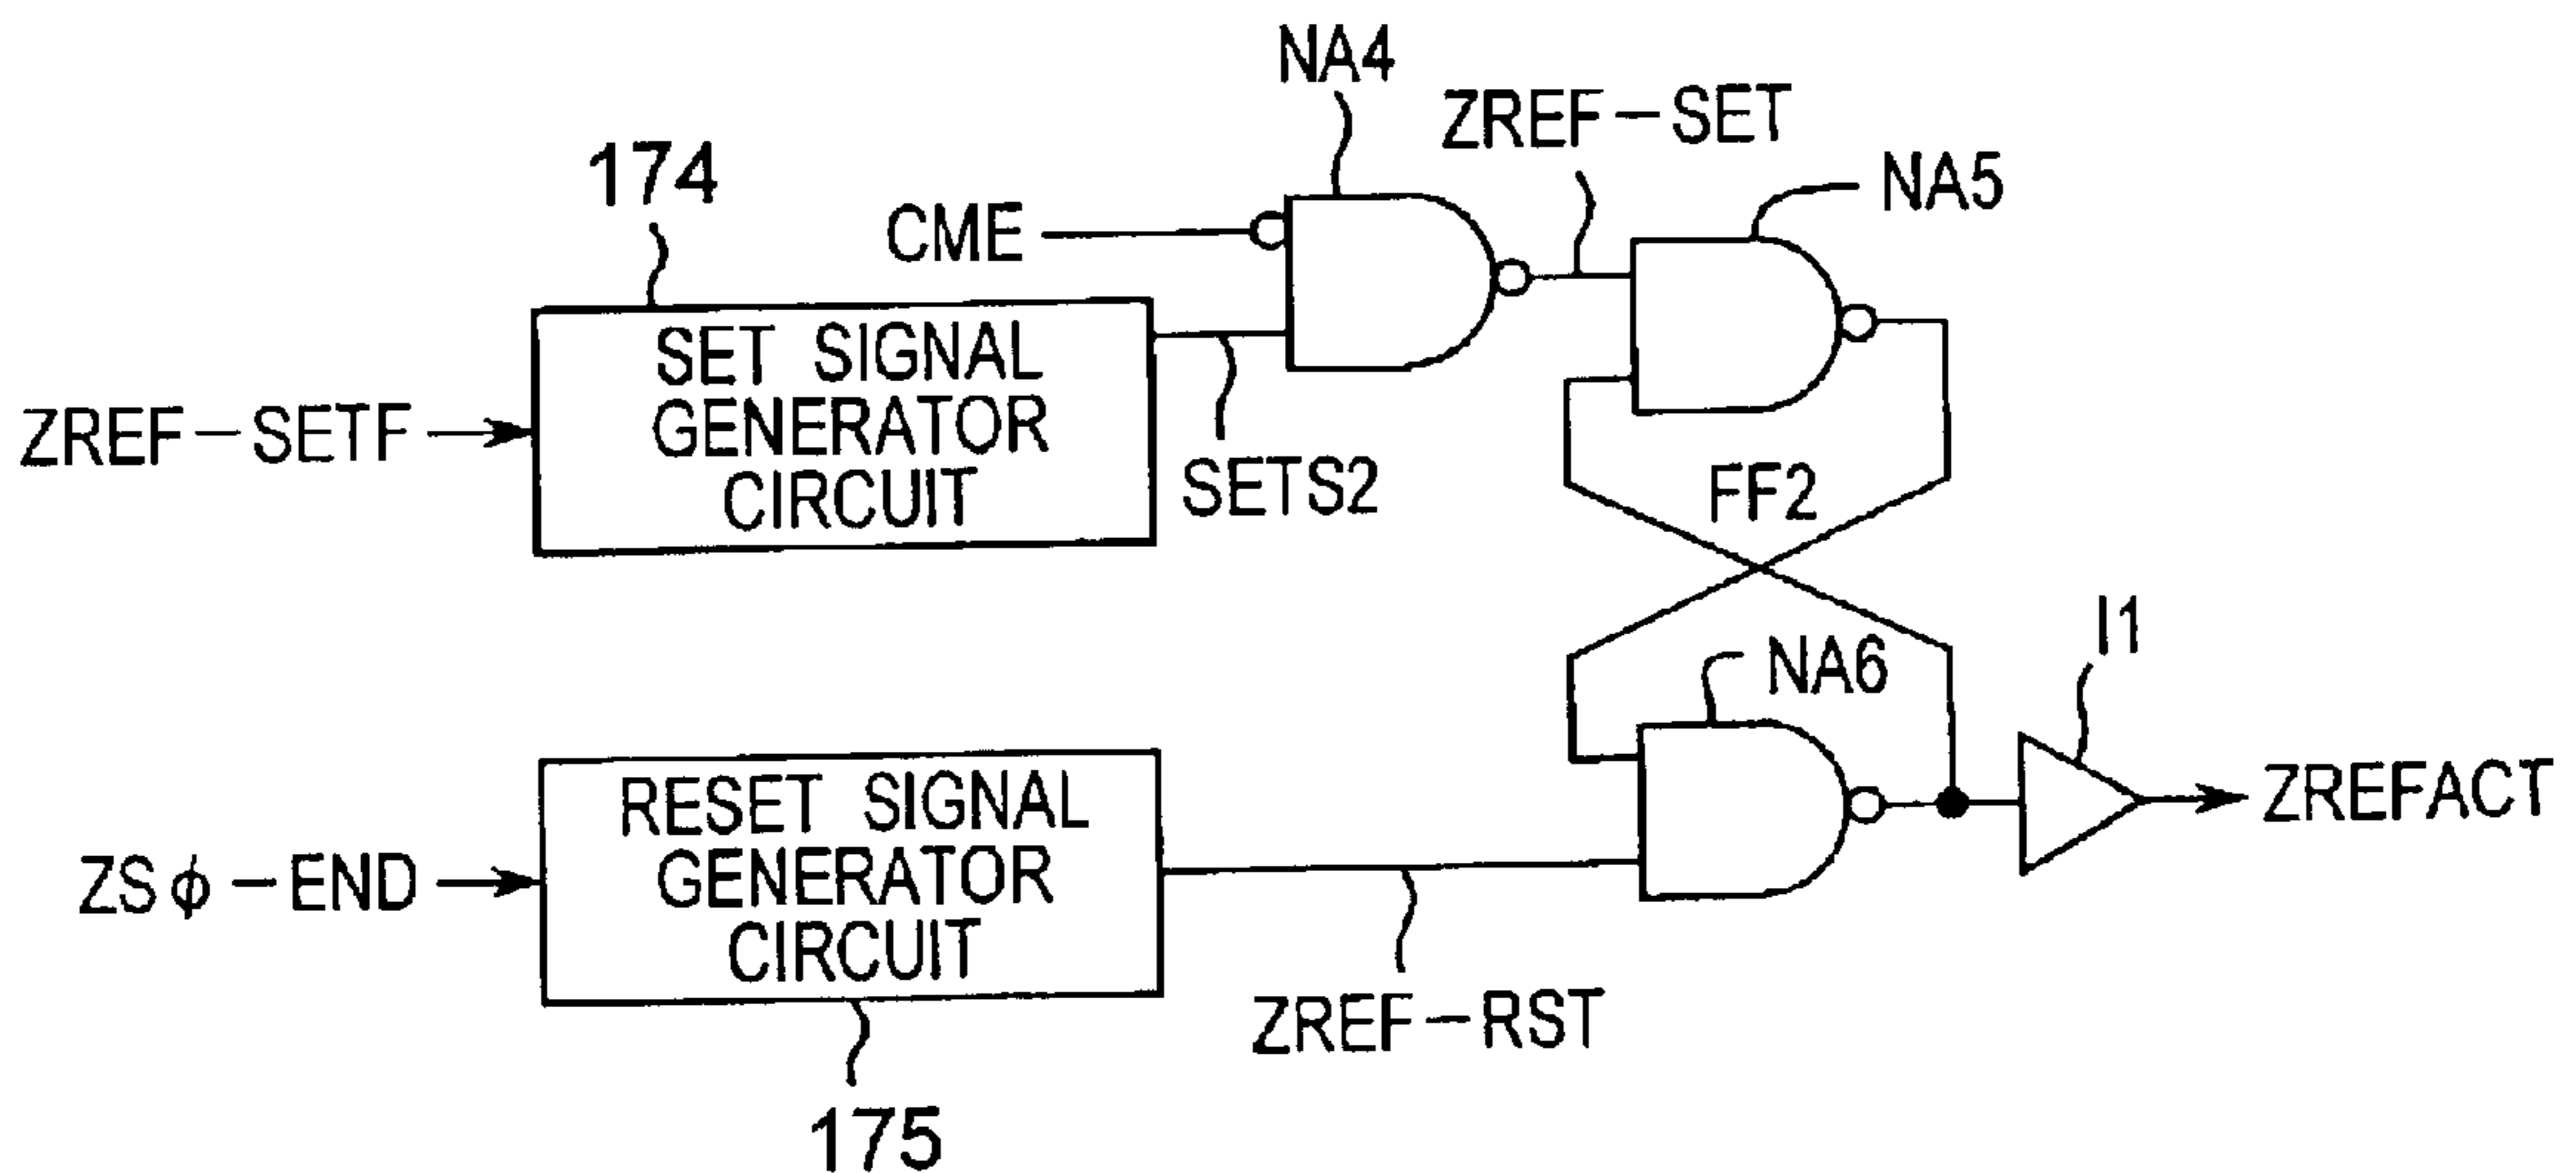 NA4
ZREF-SET
NA5
174
CME
SET SIGNAL
GENERATOR
CIRCUIT
ZREF-SETF
SETS2
FF2
I1
NA6
RESET SIGNAL
GENERATOR
CIRCUIT
ZSφ-END
ZREFACT
ZREF-RST
175